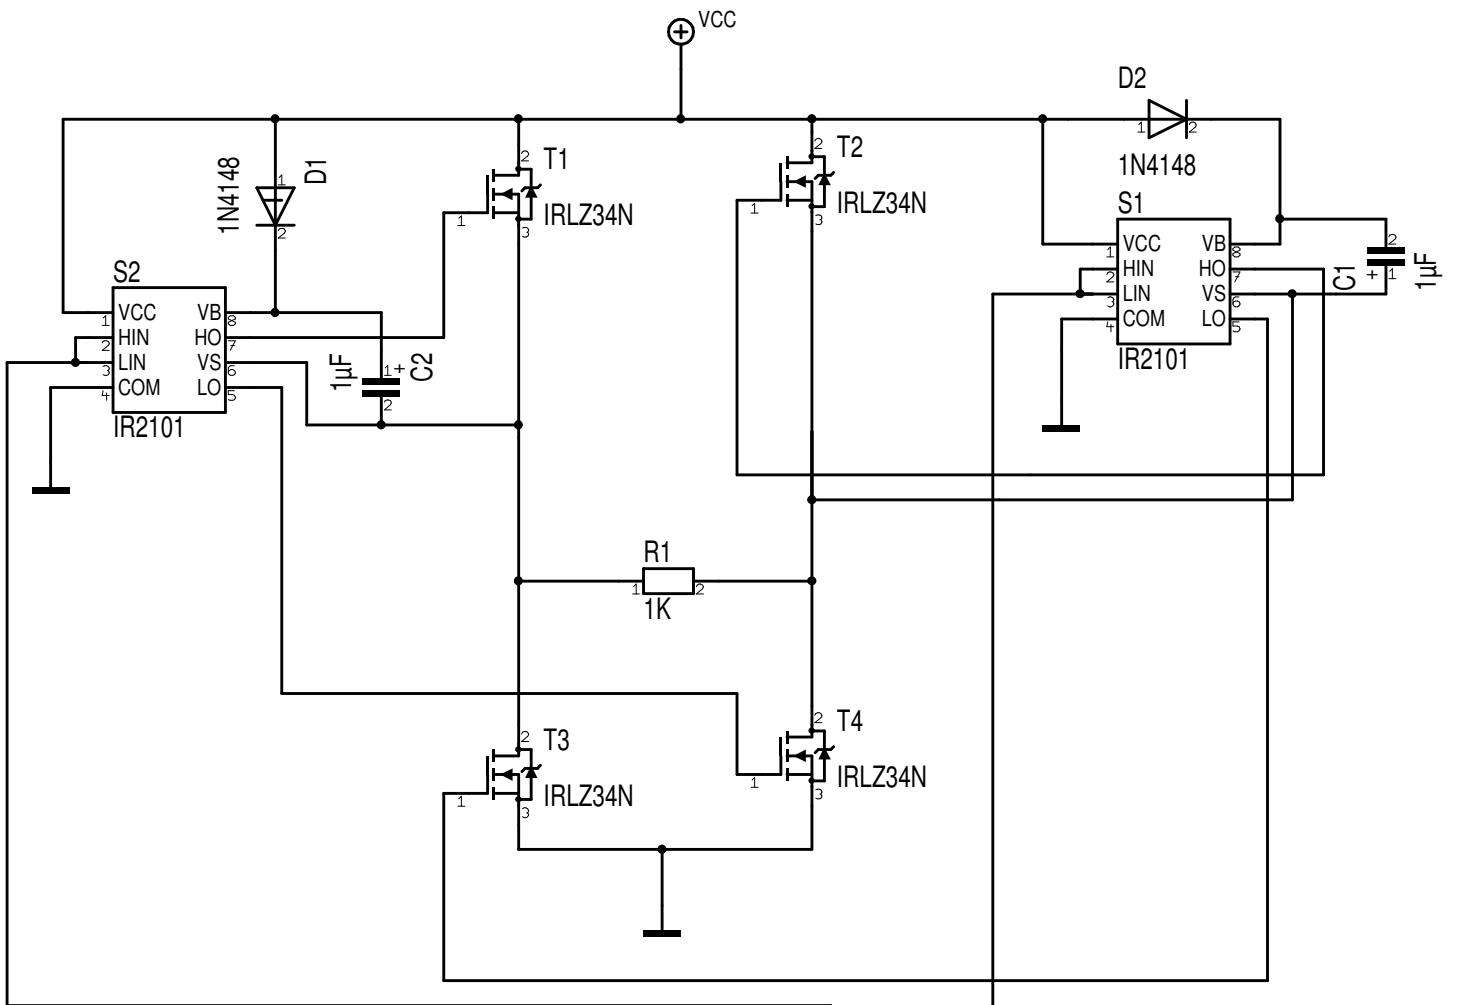 VCC
D2
1 2
1N4148
1N4148
D1
1
2
T1
2
IRLZ34N
1
3
T2
2
IRLZ34N
1
3
S1
VCC VB
1 8
HIN HO
2 7
LIN VS
3 6
COM LO
4 5
IR2101
C1
2
+ 1
1µF
S2
VCC VB
1 8
HIN HO
2 7
LIN VS
3 6
COM LO
4 5
IR2101
1µF
1 +
2
C2
R1
1 2
1K
T3
2
IRLZ34N
1
3
T4
2
IRLZ34N
1
3